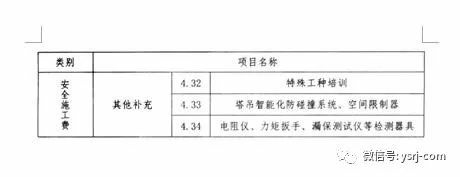 类别 项目名称
安全施工费 其他补充 4.32 特殊工种培训
4.33 塔吊智能化防碰撞系统、空间限制器
4.34 电阻仪、力矩扳手、漏保测试仪等检测器具
微信号:ysrj-com